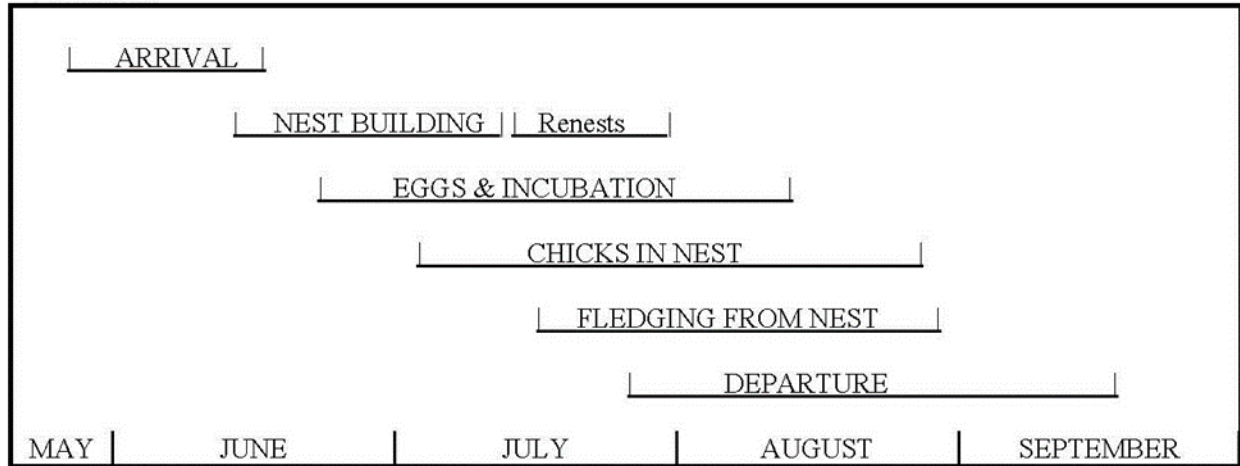 ARRIVAL
NEST BUILDING Renests
EGGS & INCUBATION
CHICKS IN NEST
FLEDGING FROM NEST
DEPARTURE
MAY JUNE JULY AUGUST SEPTEMBER